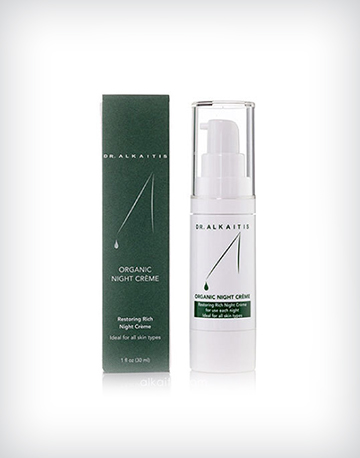 DR. ALKAITIS
ORGANIC
NIGHT CRÈME
Restoring Rich
Night Crème
Ideal for all skin types
1 fl oz (30 ml)
DR. ALKAITIS
ORGANIC NIGHT CRÈME
Restoring Rich Night Crème
for use each night
Ideal for all skin types